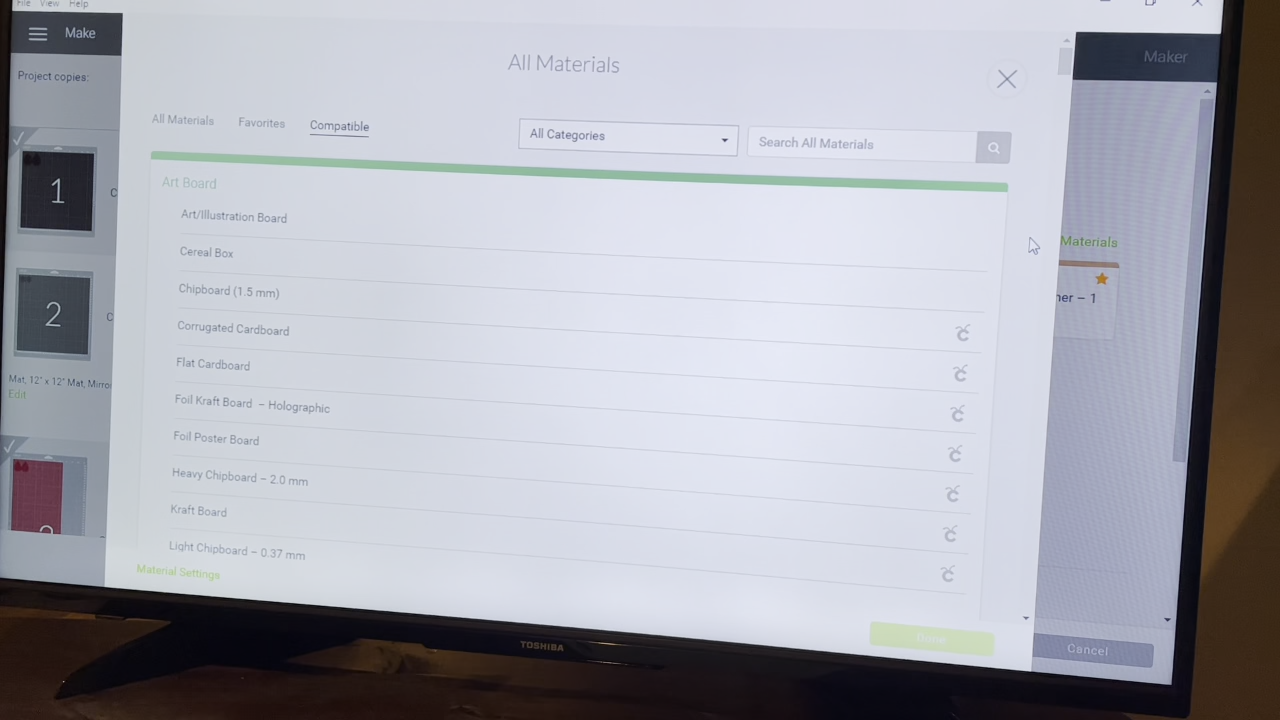 File View Help
Make
Maker
Project copies:
All Materials
All Materials Favorites Compatible
All Categories
Search All Materials
Art Board
Art/Illustration Board
Cereal Box
Chipboard (1.5 mm)
Corrugated Cardboard
Flat Cardboard
Foil Kraft Board – Holographic
Foil Poster Board
Heavy Chipboard – 2.0 mm
Kraft Board
Light Chipboard – 0.37 mm
Material Settings
Done
1
C
2
C
Mat, 12" x 12" Mat, Mirro
Edit
Materials
ner – 1
Cancel
TOSHIBA